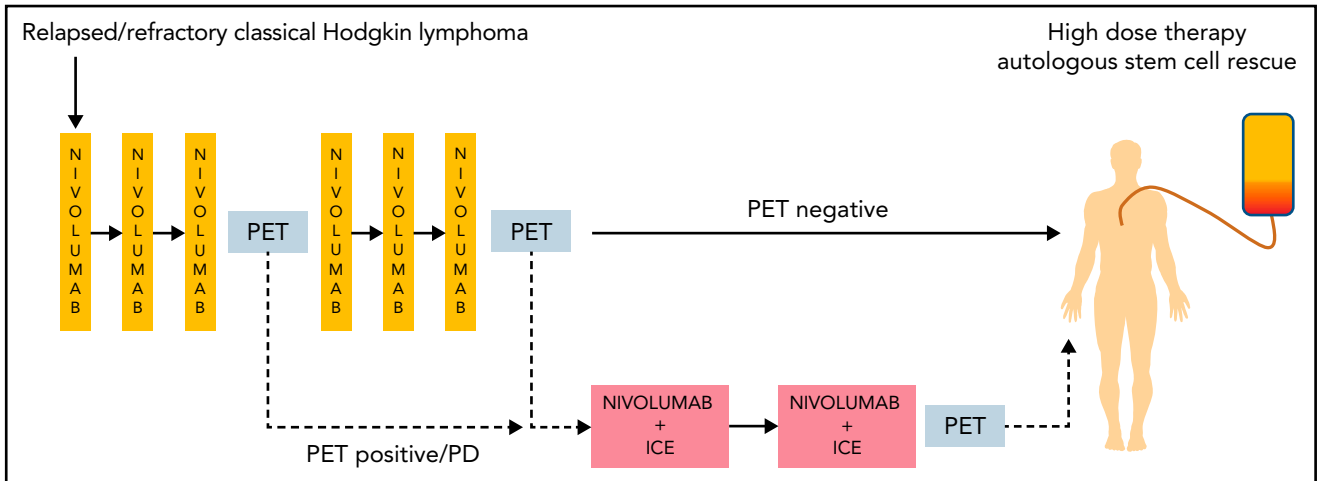 Relapsed/refractory classical Hodgkin lymphoma
High dose therapy
autologous stem cell rescue
NIVOLUMAB
NIVOLUMAB
NIVOLUMAB
PET
NIVOLUMAB
NIVOLUMAB
NIVOLUMAB
PET
PET negative
PET positive/PD
NIVOLUMAB
+
ICE
NIVOLUMAB
+
ICE
PET